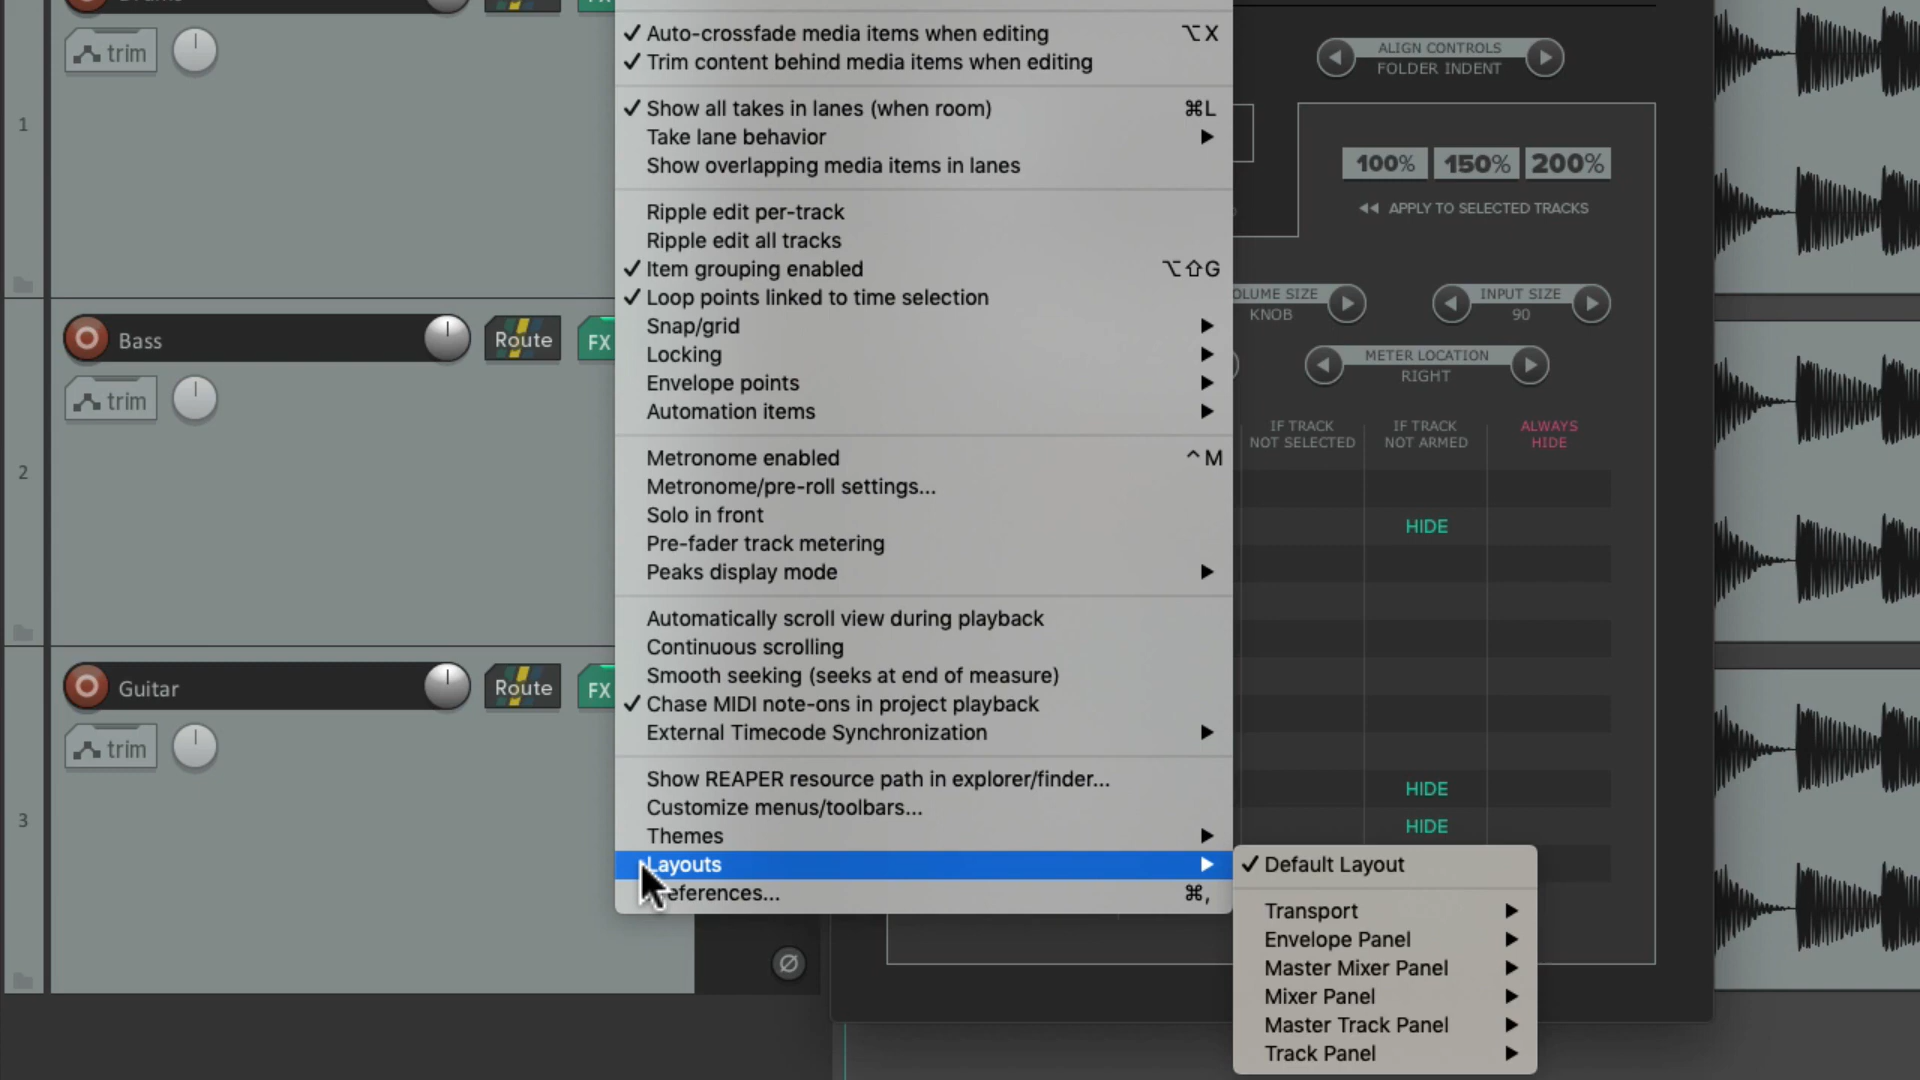 trim
1
Bass
Route
FX
trim
2
Guitar
Route
FX
trim
3
Auto-crossfade media items when editing ⌥X
Trim content behind media items when editing
Show all takes in lanes (when room) ⌘L
Take lane behavior
Show overlapping media items in lanes
Ripple edit per-track
Ripple edit all tracks
Item grouping enabled ⌥⇧G
Loop points linked to time selection
Snap/grid
Locking
Envelope points
Automation items
Metronome enabled ^M
Metronome/pre-roll settings...
Solo in front
Pre-fader track metering
Peaks display mode
Automatically scroll view during playback
Continuous scrolling
Smooth seeking (seeks at end of measure)
Chase MIDI note-ons in project playback
External Timecode Synchronization
Show REAPER resource path in explorer/finder...
Customize menus/toolbars...
Themes
Layouts
eferences... ⌘,
Default Layout
Transport
Envelope Panel
Master Mixer Panel
Mixer Panel
Master Track Panel
Track Panel
ALIGN CONTROLS
FOLDER INDENT
100% 150% 200%
APPLY TO SELECTED TRACKS
OLUME SIZE
KNOB
INPUT SIZE
90
METER LOCATION
RIGHT
IF TRACK
NOT SELECTED
IF TRACK
NOT ARMED
ALWAYS
HIDE
HIDE
HIDE
HIDE